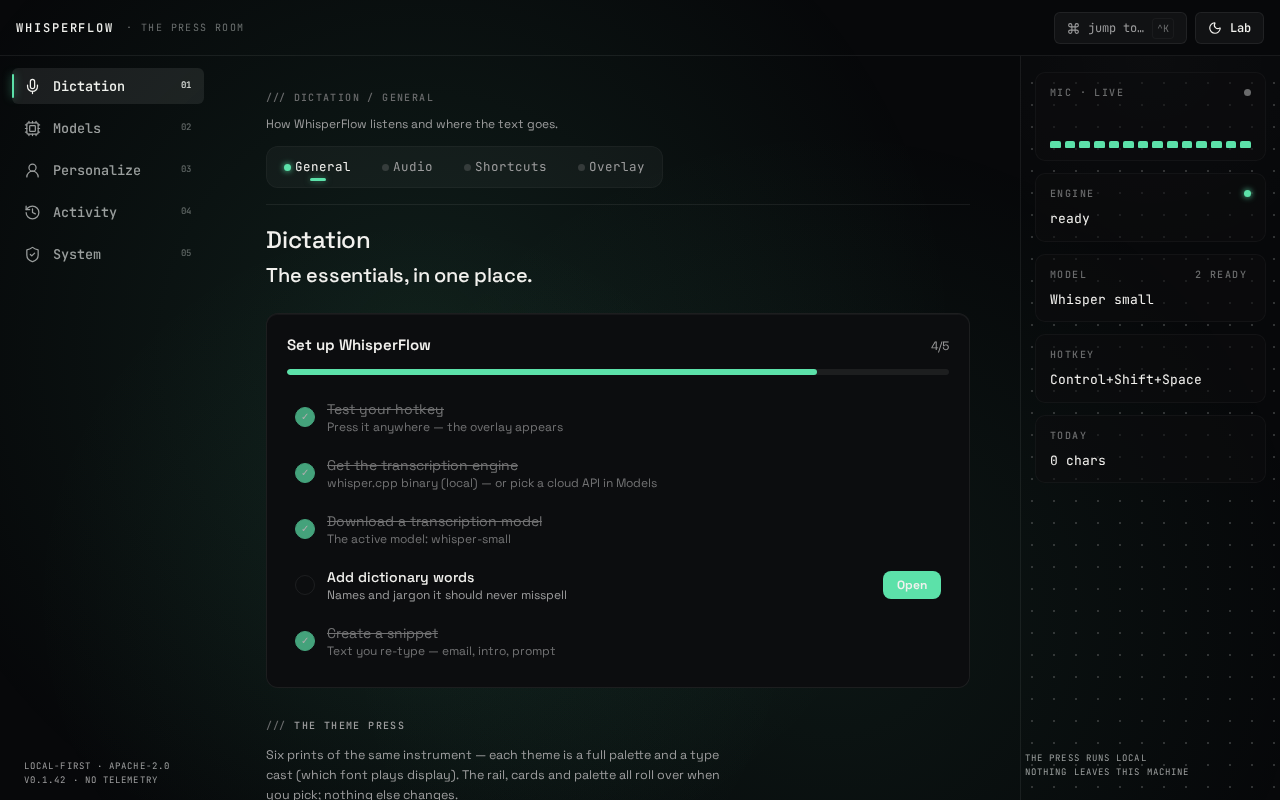 WHISPERFLOW · THE PRESS ROOM
⌘ jump to… ^K
Lab
Dictation 01
Models 02
Personalize 03
Activity 04
System 05
LOCAL-FIRST · APACHE-2.0
V0.1.42 · NO TELEMETRY
/// DICTATION / GENERAL
How WhisperFlow listens and where the text goes.
General Audio Shortcuts Overlay
Dictation
The essentials, in one place.
Set up WhisperFlow 4/5
Test your hotkey
Press it anywhere — the overlay appears
Get the transcription engine
whisper.cpp binary (local) — or pick a cloud API in Models
Download a transcription model
The active model: whisper-small
Add dictionary words
Names and jargon it should never misspell
Open
Create a snippet
Text you re-type — email, intro, prompt
/// THE THEME PRESS
Six prints of the same instrument — each theme is a full palette and a type
cast (which font plays display). The rail, cards and palette all roll over when
you pick; nothing else changes.
MIC · LIVE
ENGINE
ready
MODEL 2 READY
Whisper small
HOTKEY
Control+Shift+Space
TODAY
0 chars
THE PRESS RUNS LOCAL
NOTHING LEAVES THIS MACHINE